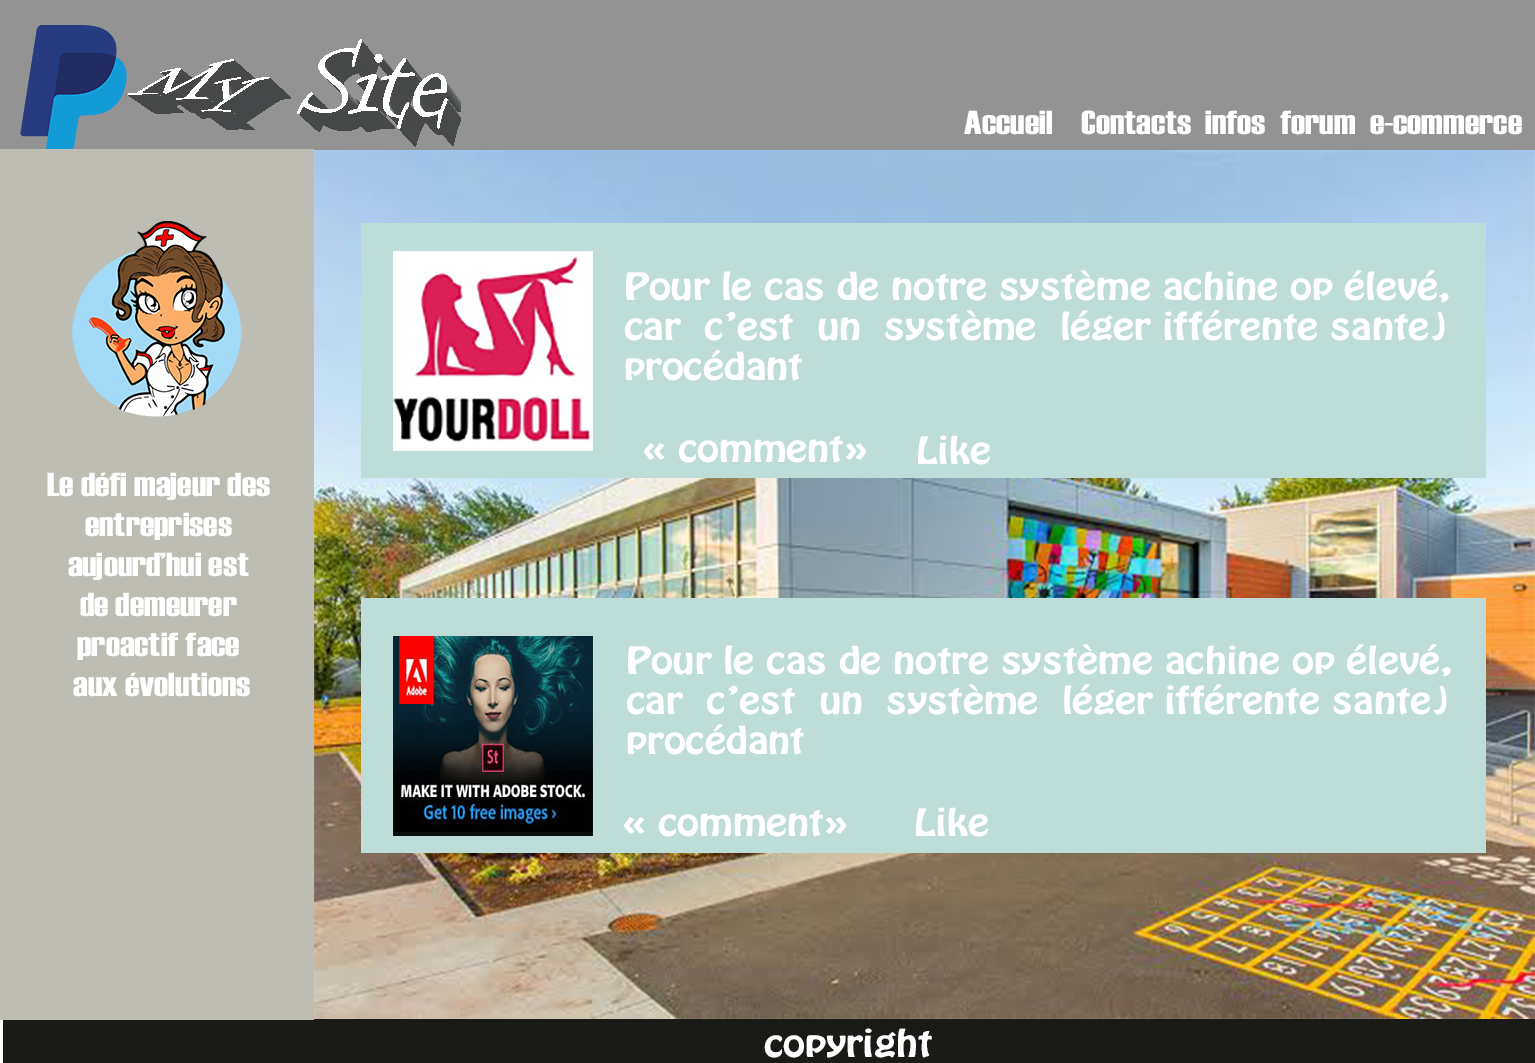 My Site
Accueil Contacts infos forum e-commerce
Le défi majeur des
entreprises
aujourd'hui est
de demeurer
proactif face
aux évolutions
YOURDOLL
Pour le cas de notre système achine op élevé,
car c'est un système léger ifférente sante)
procédant
« comment» Like
Adobe
St
MAKE IT WITH ADOBE STOCK.
Get 10 free images ›
Pour le cas de notre système achine op élevé,
car c'est un système léger ifférente sante)
procédant
« comment» Like
copyright